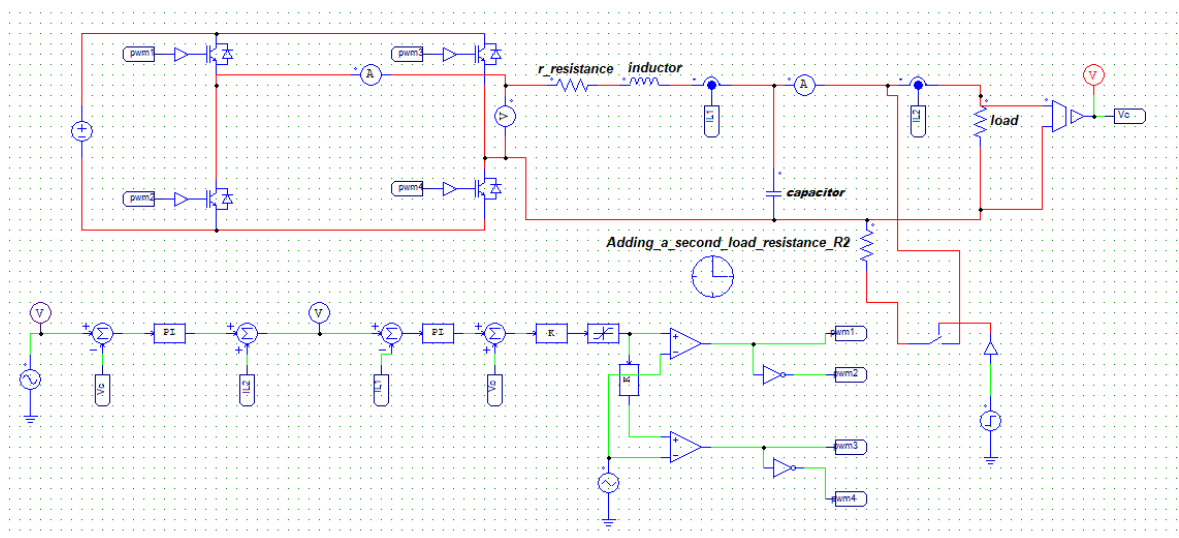 pwm1
pwm3
A
r_resistance
inductor
V
IL1
A
IL2
load
V
Vc
pwm2
pwm4
capacitor
Adding_a_second_load_resistance_R2
V
PI
V
PI
K
Vc
IL2
IL1
Vc
K
pwm1
pwm2
pwm3
pwm4